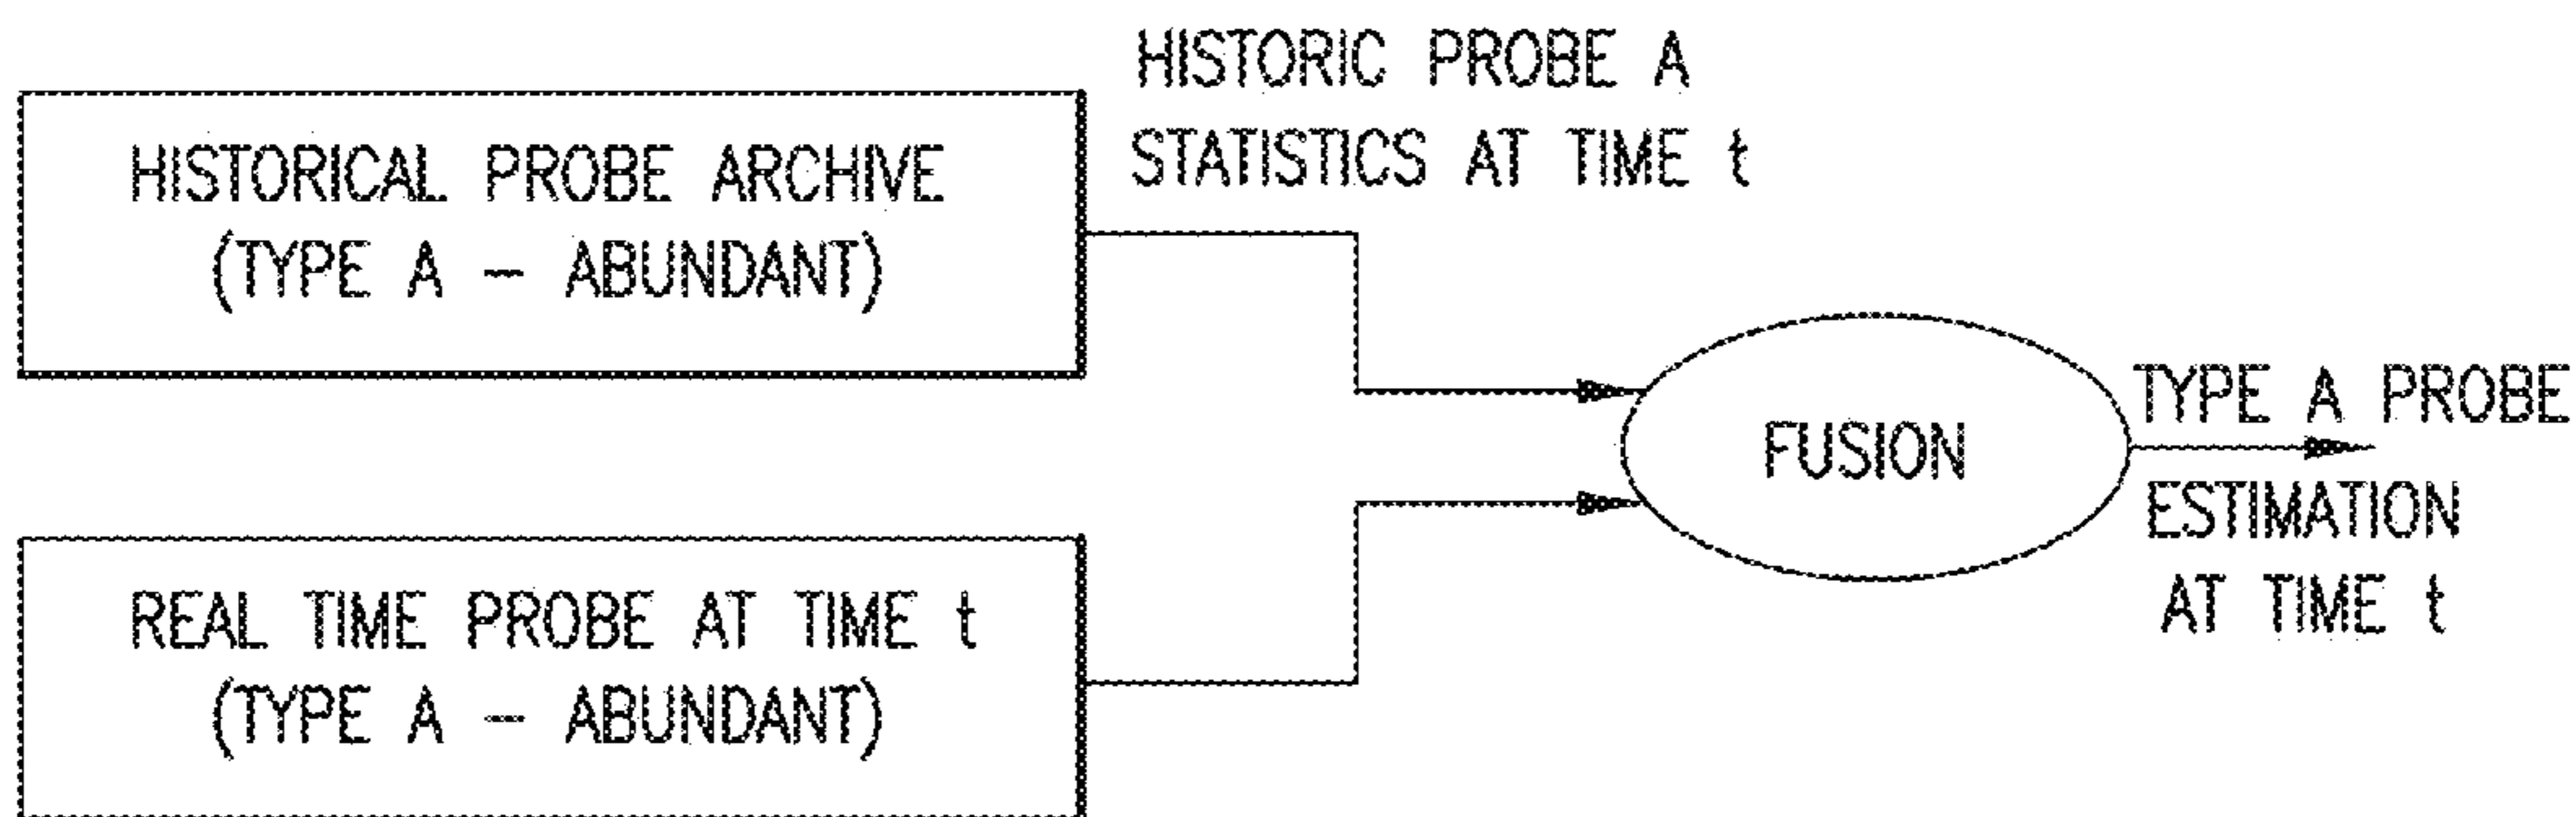 HISTORIC PROBE A
STATISTICS AT TIME t
HISTORICAL PROBE ARCHIVE
(TYPE A – ABUNDANT)
FUSION
TYPE A PROBE
ESTIMATION
AT TIME t
REAL TIME PROBE AT TIME t
(TYPE A – ABUNDANT)